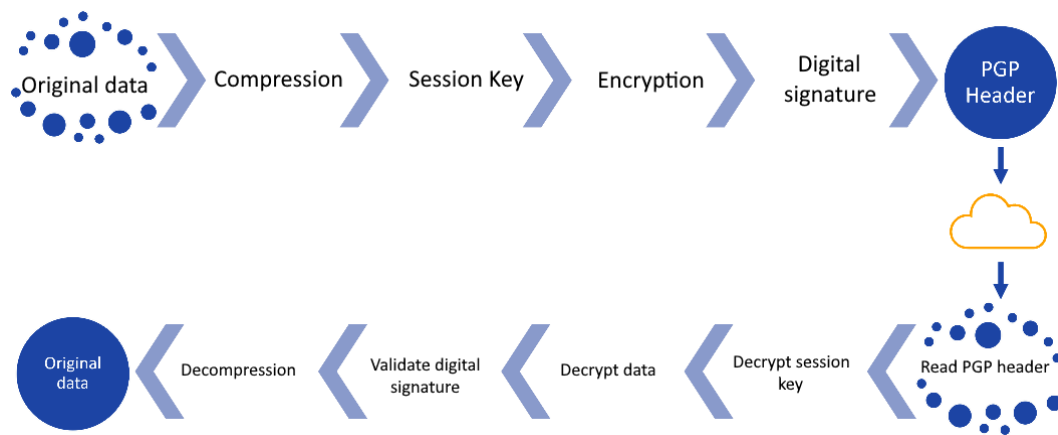 Original data
Compression
Session Key
Encryption
Digital
signature
PGP
Header
Original
data
Decompression
Validate digital
signature
Decrypt data
Decrypt session
key
Read PGP header